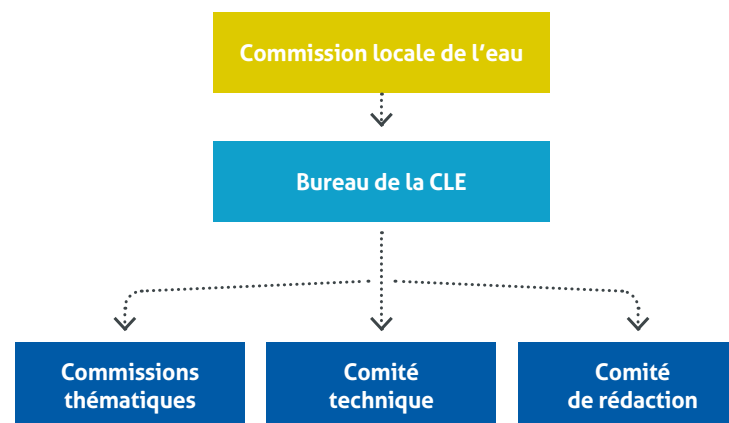 Commission locale de l’eau
Bureau de la CLE
Commissions
thématiques
Comité
technique
Comité
de rédaction